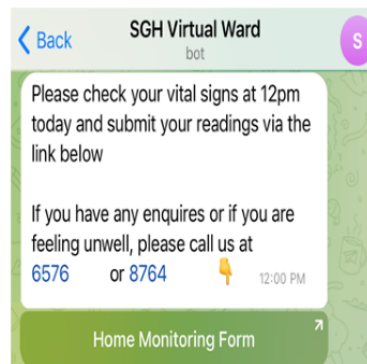 Back
SGH Virtual Ward
bot
S
Please check your vital signs at 12pm
today and submit your readings via the
link below
If you have any enquires or if you are
feeling unwell, please call us at
6576 or 8764 👇 12:00 PM
Home Monitoring Form